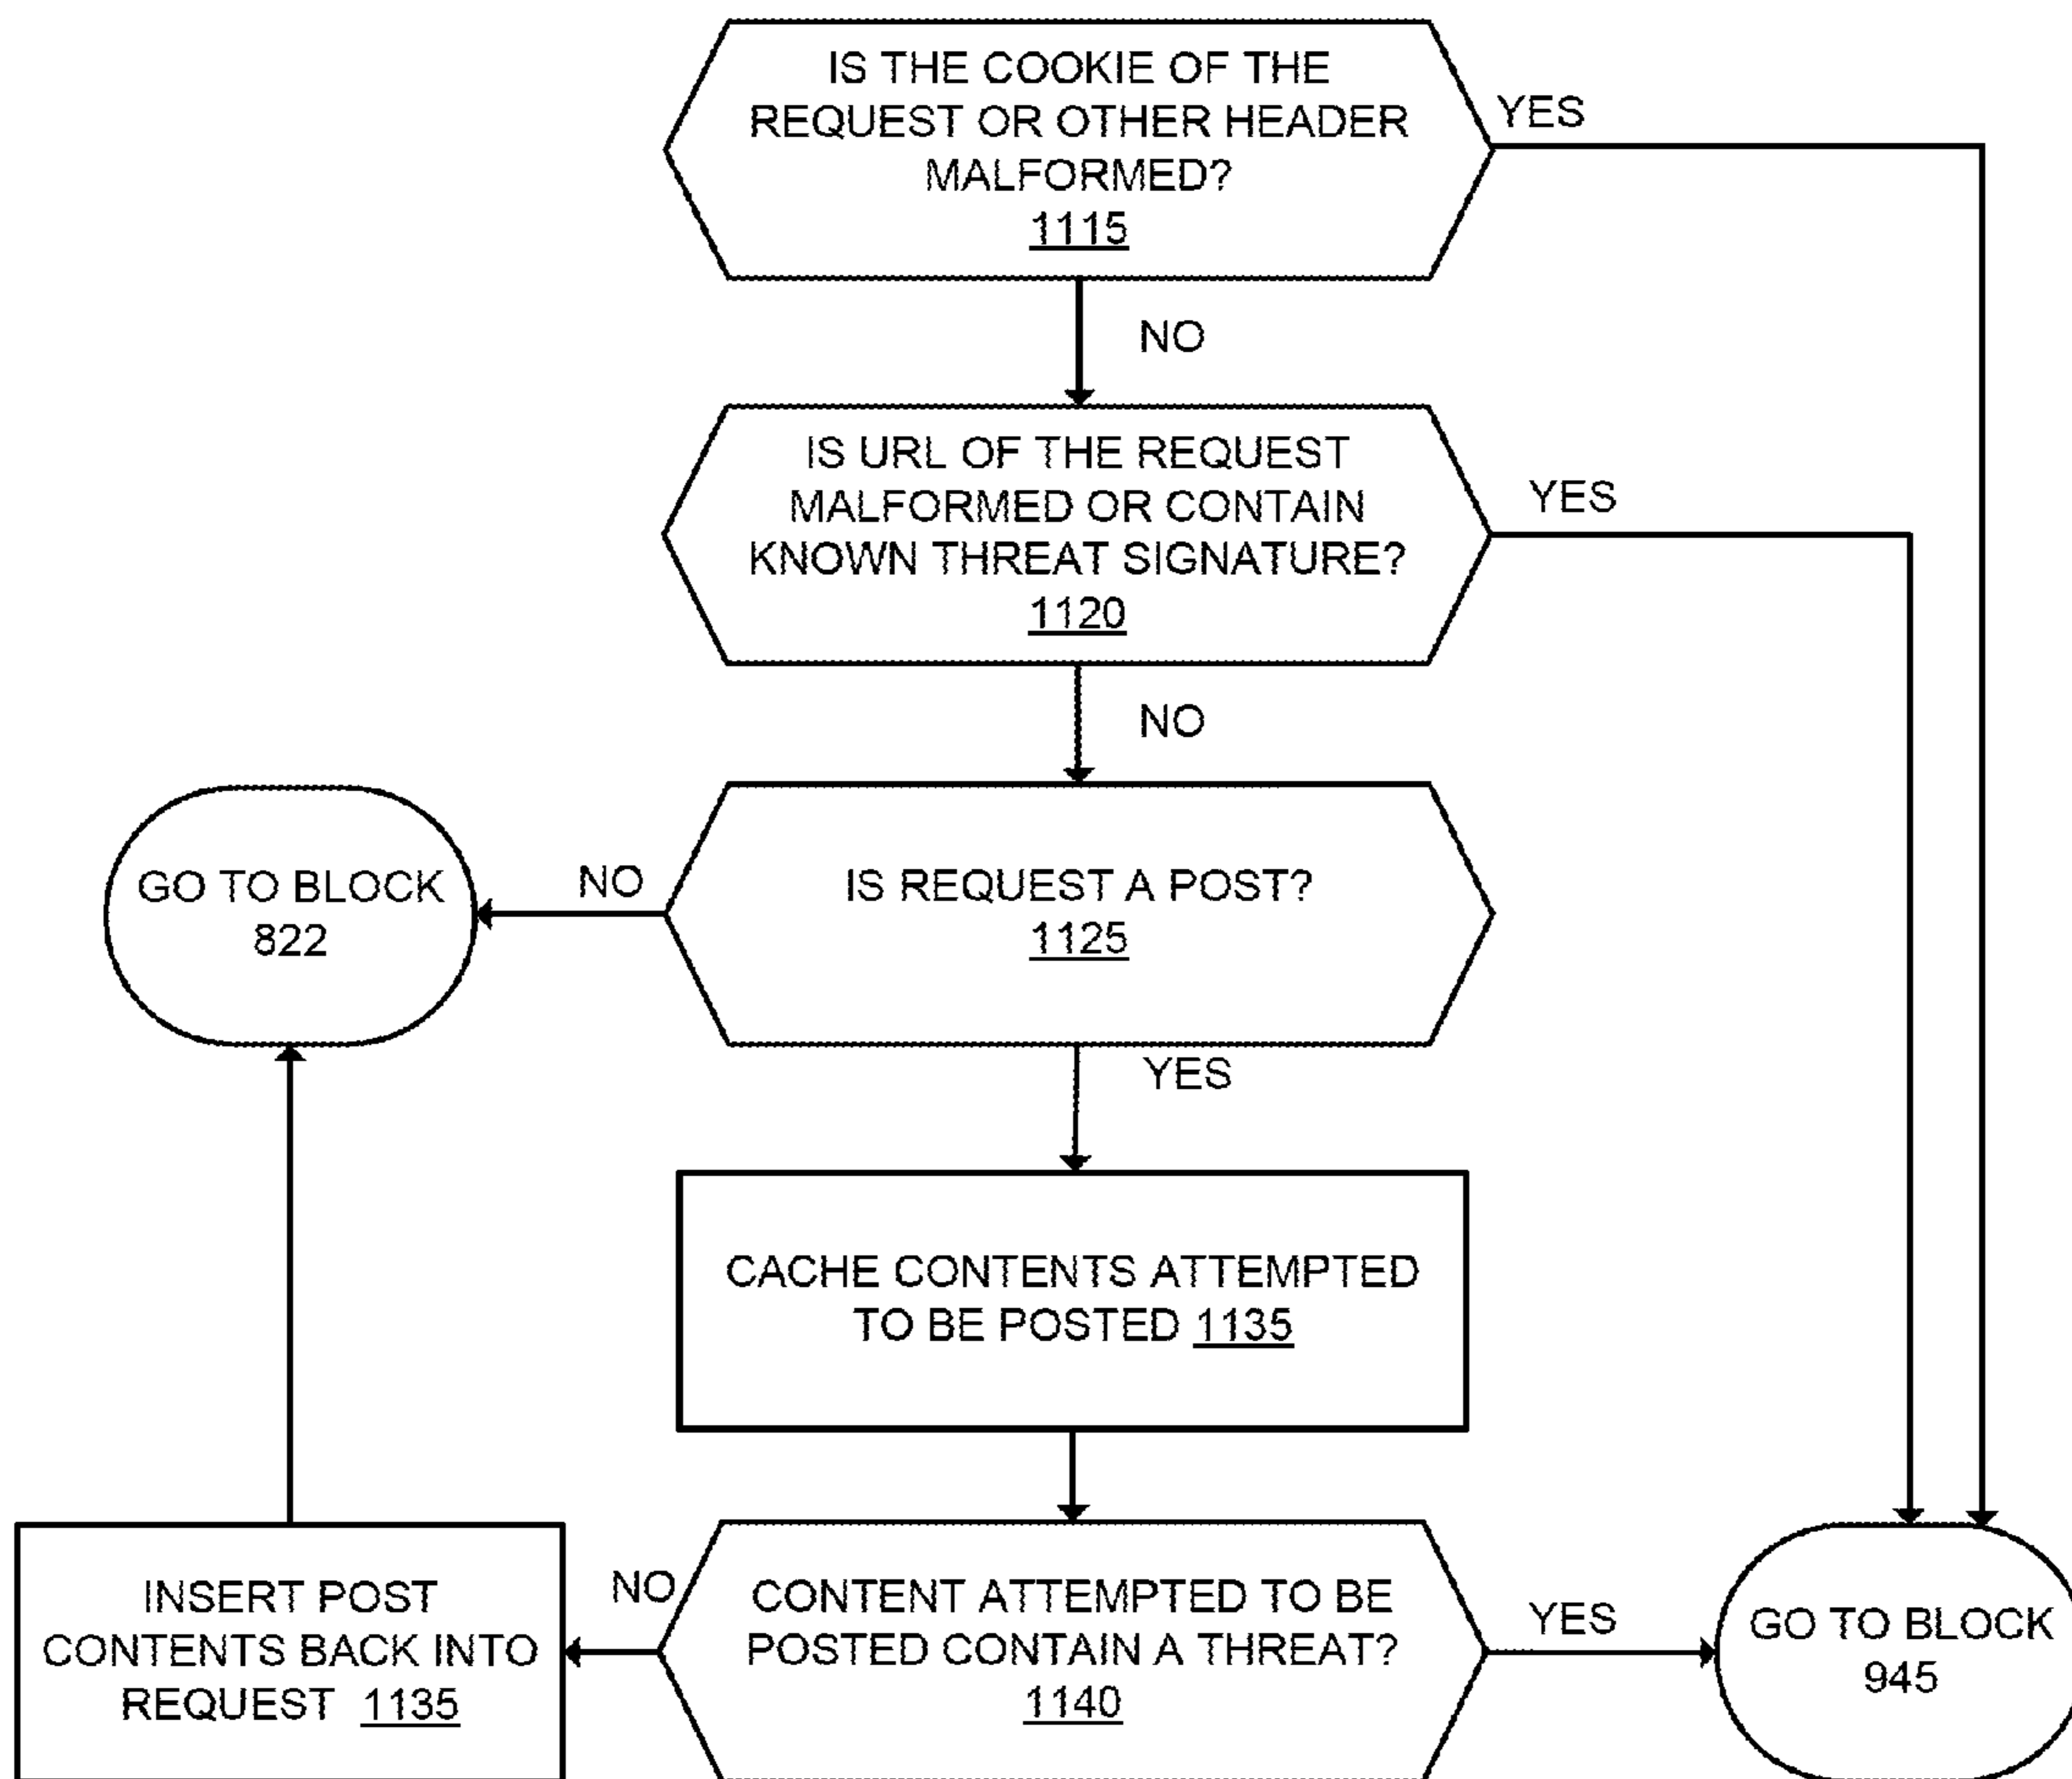 IS THE COOKIE OF THE
REQUEST OR OTHER HEADER
MALFORMED?
1115
YES
NO
IS URL OF THE REQUEST
MALFORMED OR CONTAIN
KNOWN THREAT SIGNATURE?
1120
YES
NO
GO TO BLOCK
822
NO
IS REQUEST A POST?
1125
YES
CACHE CONTENTS ATTEMPTED
TO BE POSTED 1135
INSERT POST
CONTENTS BACK INTO
REQUEST 1135
NO
CONTENT ATTEMPTED TO BE
POSTED CONTAIN A THREAT?
1140
YES
GO TO BLOCK
945